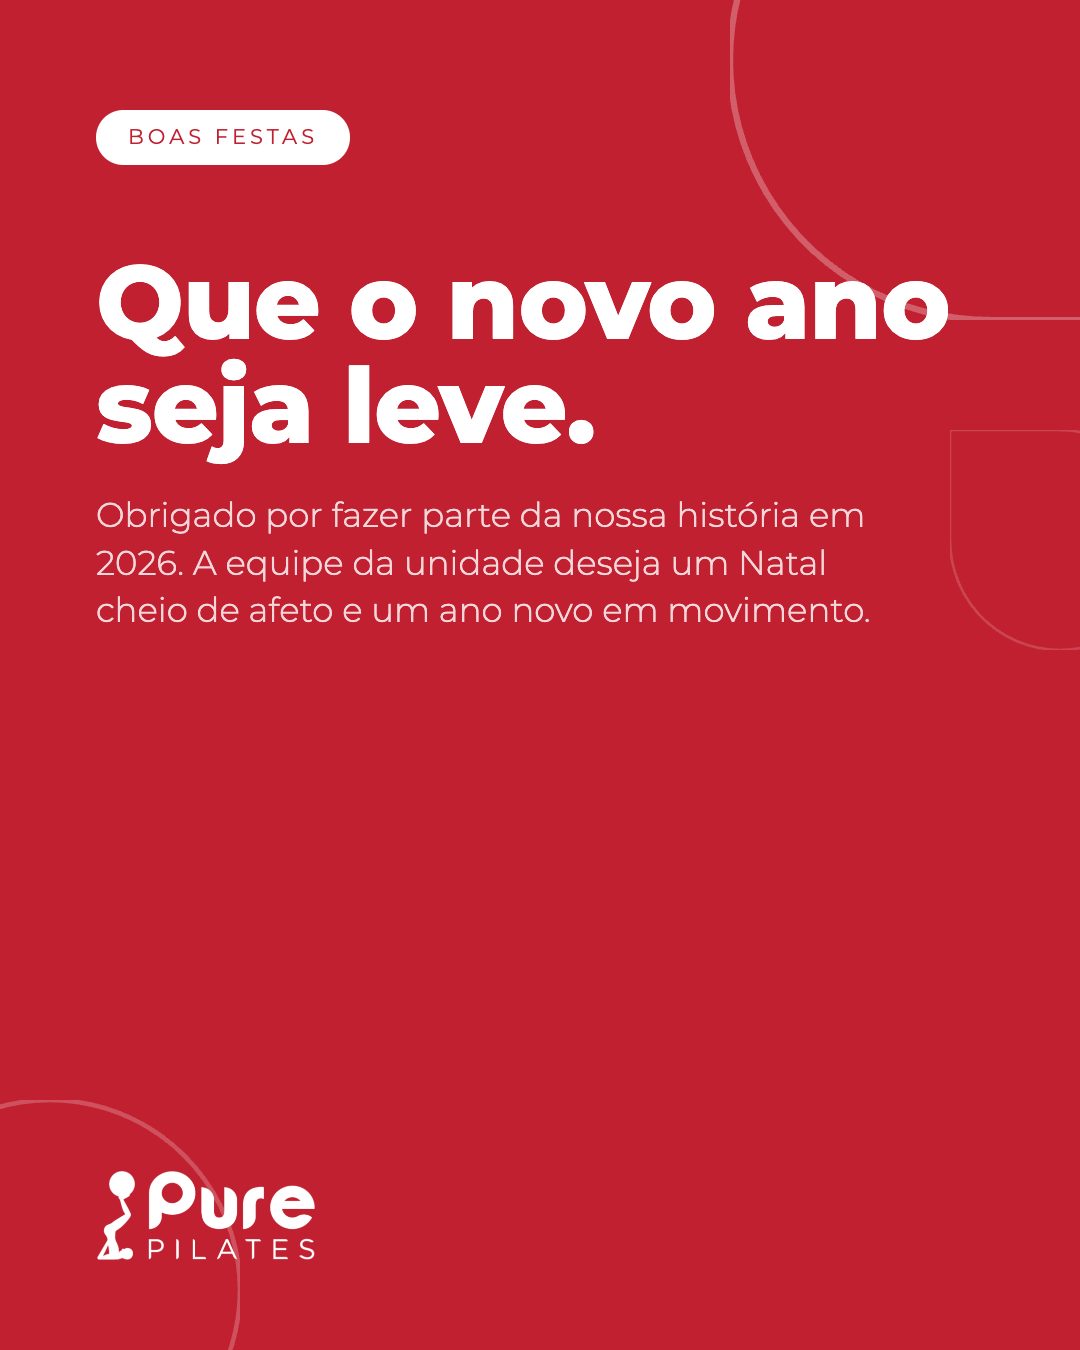 BOAS FESTAS
Que o novo ano
seja leve.
Obrigado por fazer parte da nossa história em
2026. A equipe da unidade deseja um Natal
cheio de afeto e um ano novo em movimento.
Pure
PILATES